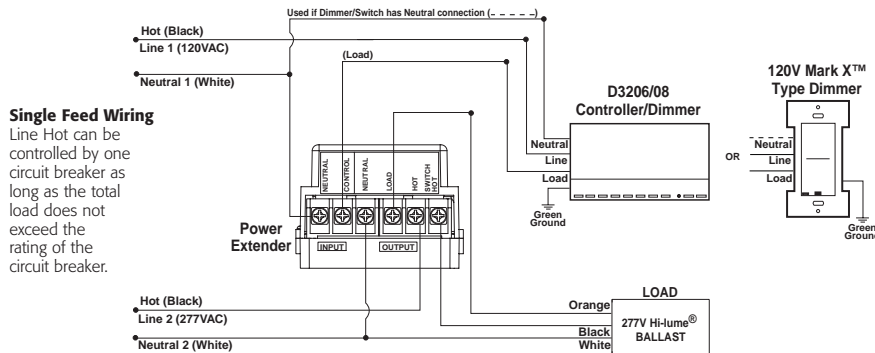 Used if Dimmer/Switch has Neutral connection (- - - - - -)
Hot (Black)
Line 1 (120VAC)
(Load)
Neutral 1 (White)
Single Feed Wiring
Line Hot can be
controlled by one
circuit breaker as
long as the total
load does not
exceed the
rating of the
circuit breaker.
D3206/08
Controller/Dimmer
Neutral
Line
Load
Green
Ground
OR
120V Mark X™
Type Dimmer
Neutral
Line
Load
Green
Ground
NEUTRAL
CONTROL
NEUTRAL
LOAD
HOT
SWITCH
HOT
Power
Extender
INPUT
OUTPUT
Hot (Black)
Line 2 (277VAC)
Neutral 2 (White)
LOAD
Orange
Black
White
277V Hi-lume®
BALLAST